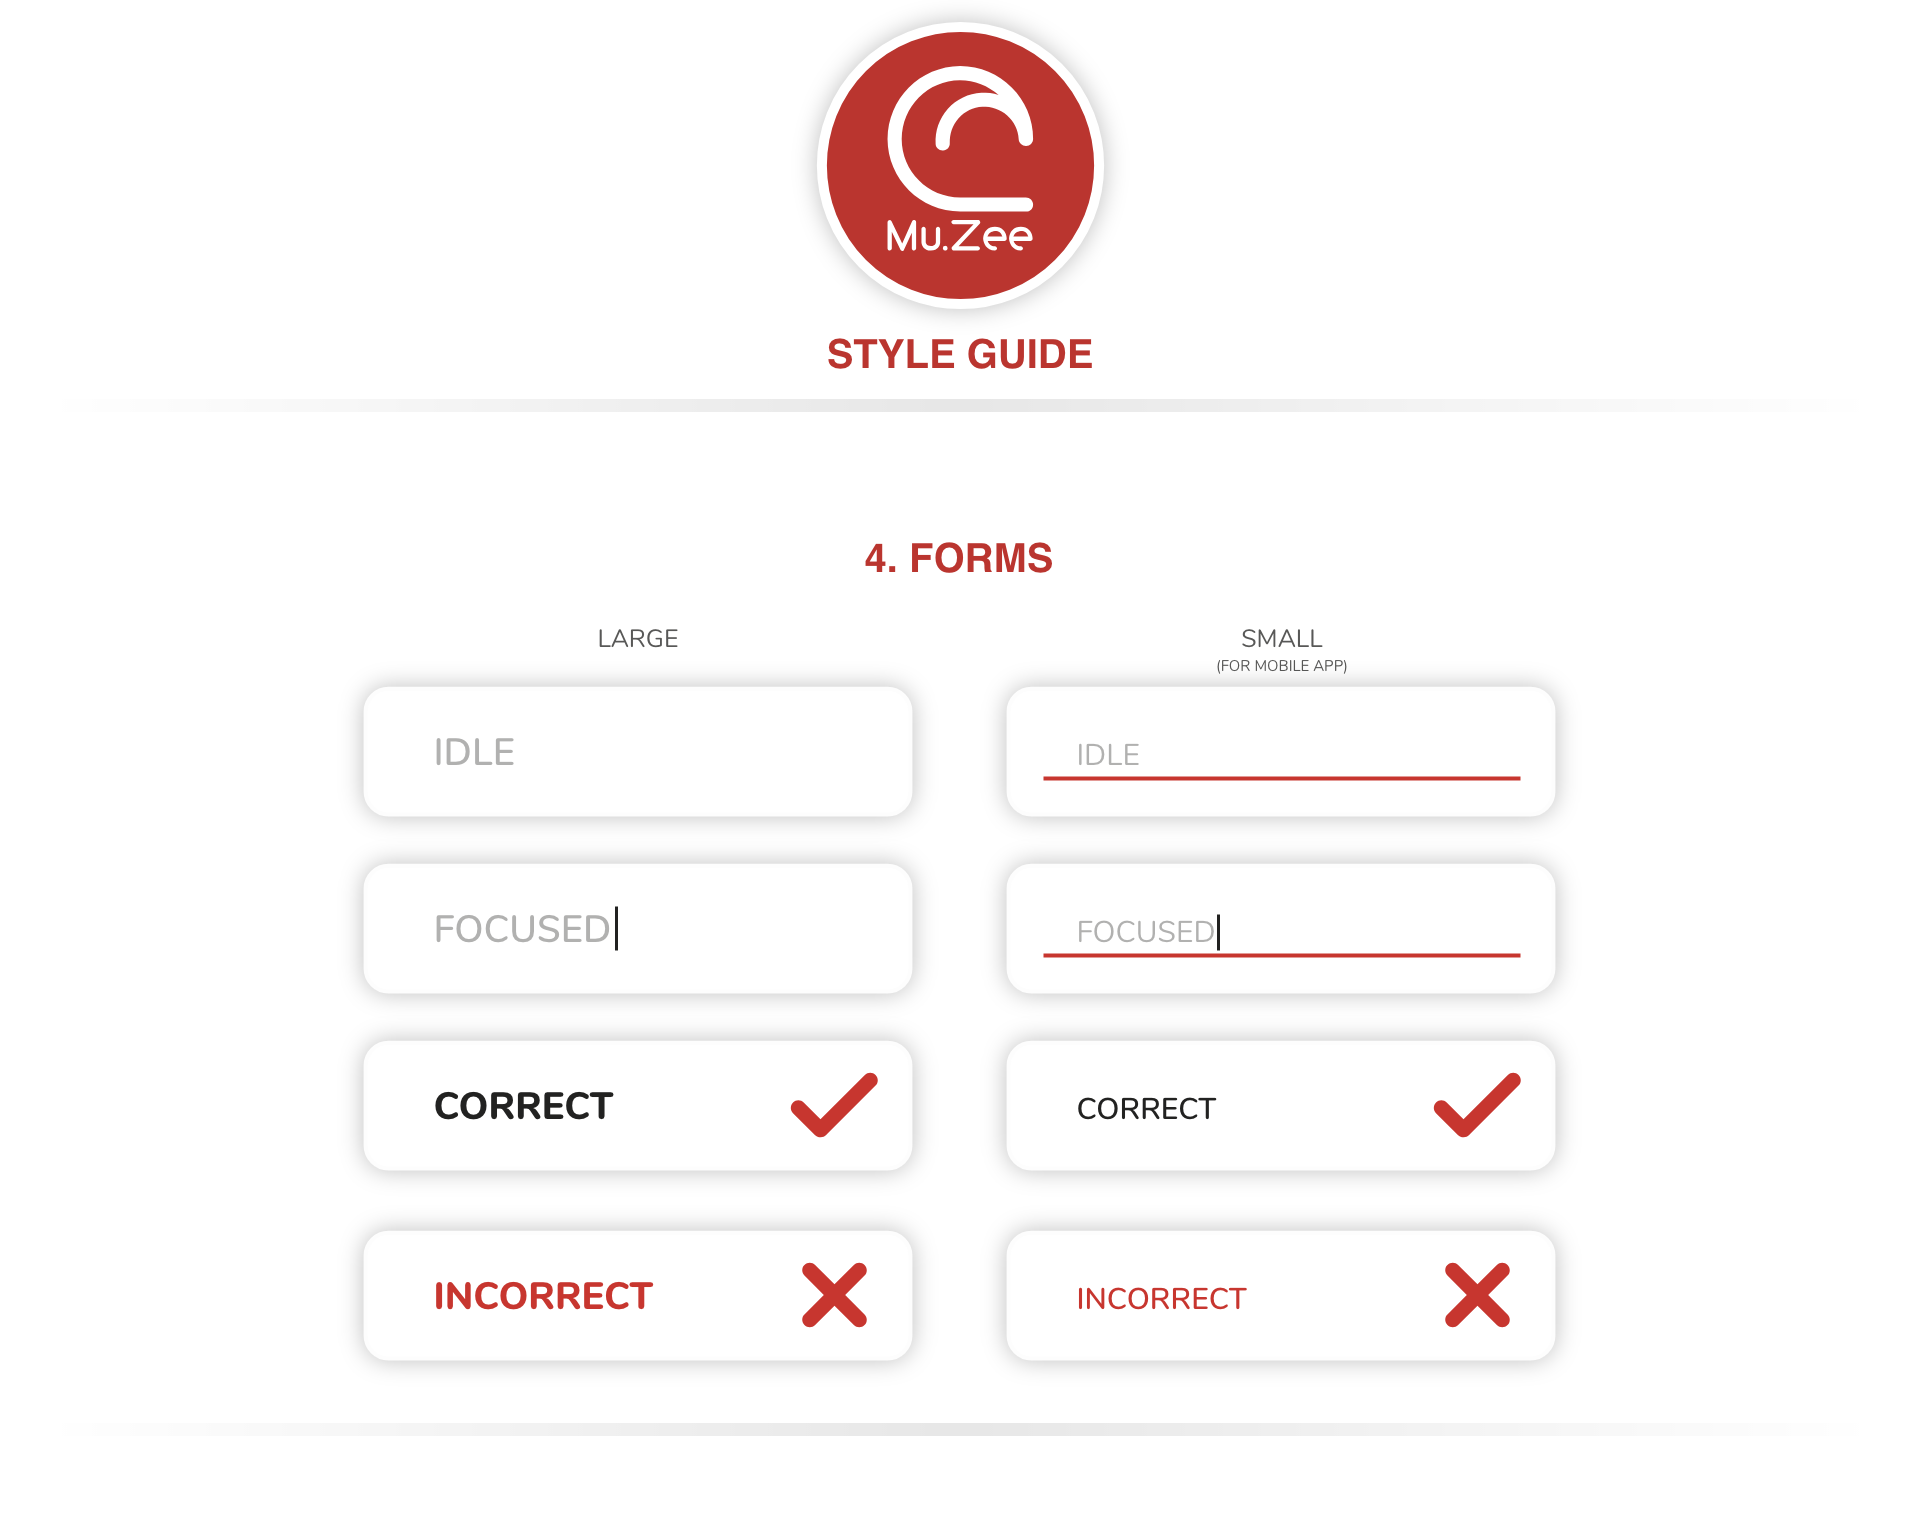 Mu.Zee
STYLE GUIDE
4. FORMS
LARGE
SMALL
(FOR MOBILE APP)
IDLE
IDLE
FOCUSED
FOCUSED
CORRECT
CORRECT
INCORRECT
INCORRECT